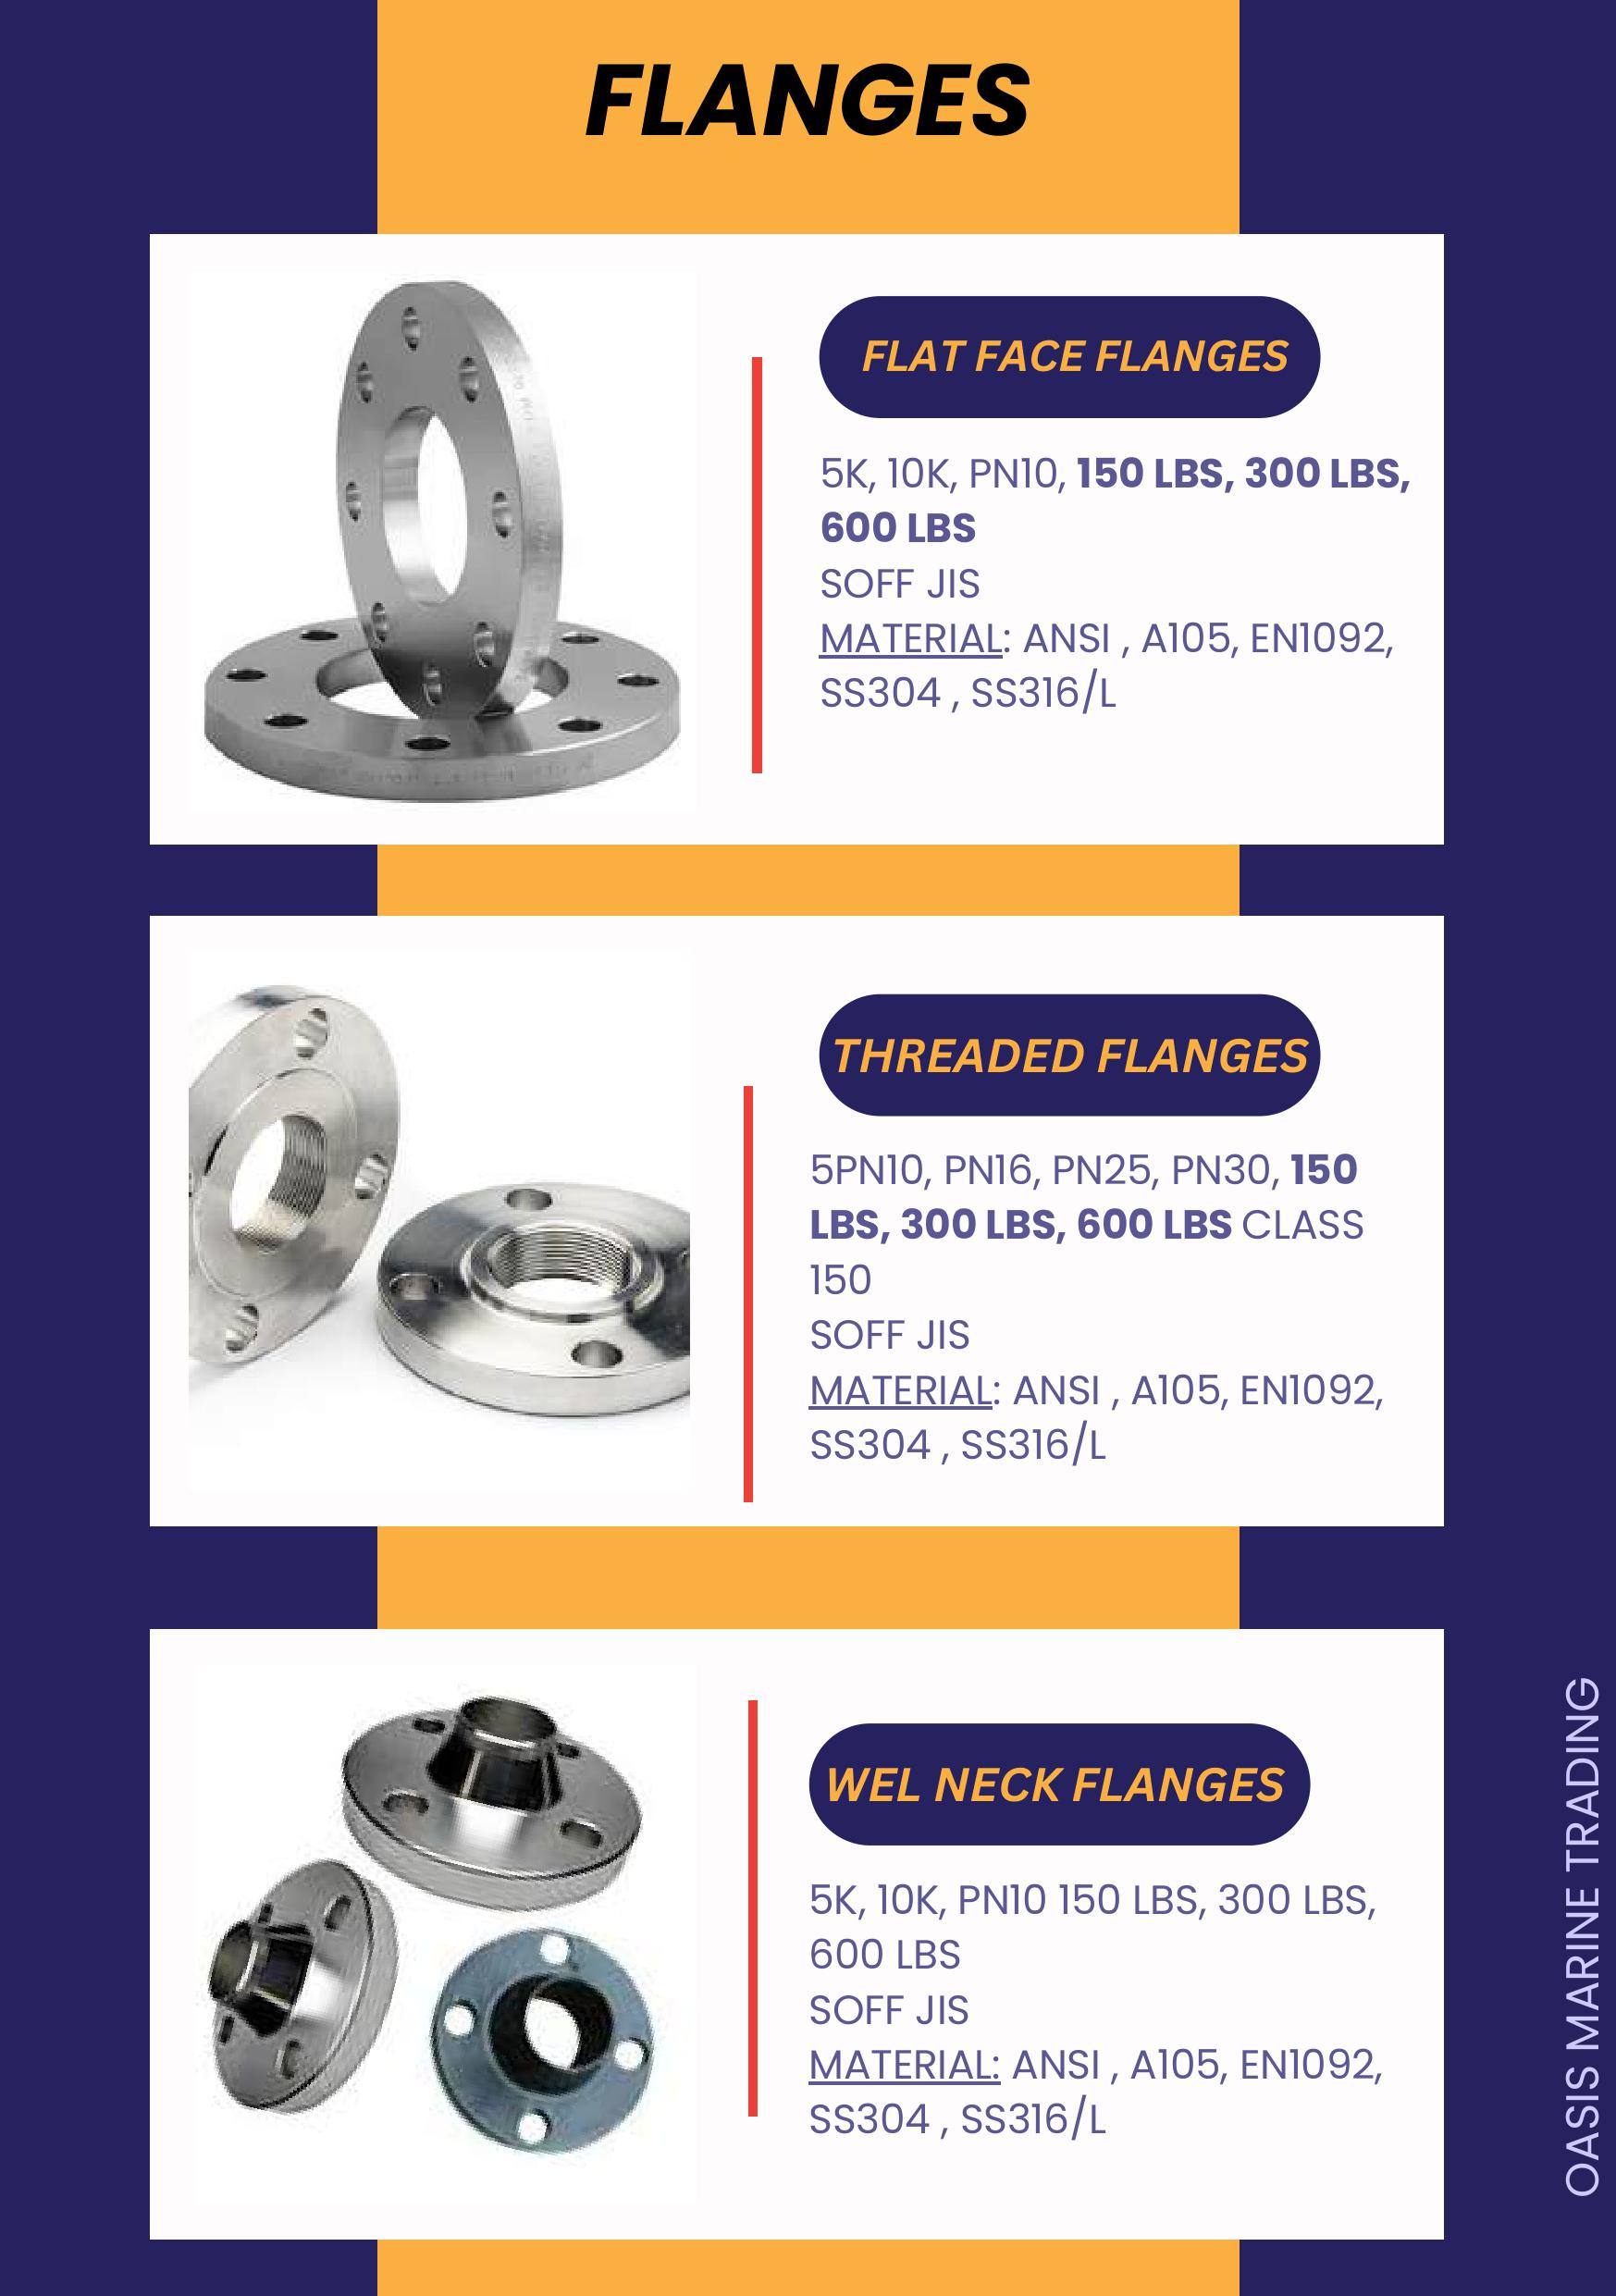 FLANGES
FLAT FACE FLANGES
5K, 10K, PN10, 150 LBS, 300 LBS,
600 LBS
SOFF JIS
MATERIAL: ANSI , A105, EN1092,
SS304 , SS316/L
THREADED FLANGES
5PN10, PN16, PN25, PN30, 150
LBS, 300 LBS, 600 LBS CLASS
150
SOFF JIS
MATERIAL: ANSI , A105, EN1092,
SS304 , SS316/L
WEL NECK FLANGES
5K, 10K, PN10 150 LBS, 300 LBS,
600 LBS
SOFF JIS
MATERIAL: ANSI , A105, EN1092,
SS304 , SS316/L
OASIS MARINE TRADING